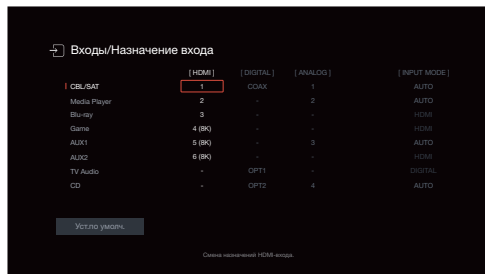 Входы/Назначение входа
[ HDMI ] [ DIGITAL ] [ ANALOG ] [ INPUT MODE ]
CBL/SAT 1 COAX 1 AUTO
Media Player 2 - 2 AUTO
Blu-ray 3 - - HDMI
Game 4 (8K) - - HDMI
AUX1 5 (8K) - 3 AUTO
AUX2 6 (8K) - - HDMI
TV Audio - OPT1 - DIGITAL
CD - OPT2 4 AUTO
Уст.по умолч.
Смена назначений HDMI-входа.